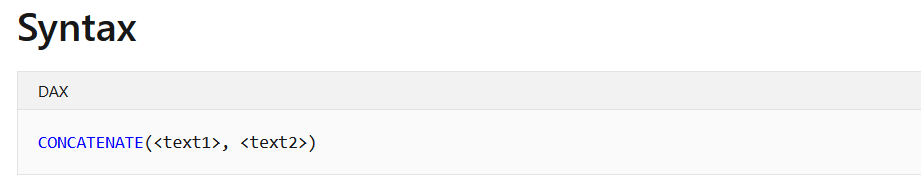 Syntax
DAX
CONCATENATE(<text1>, <text2>)